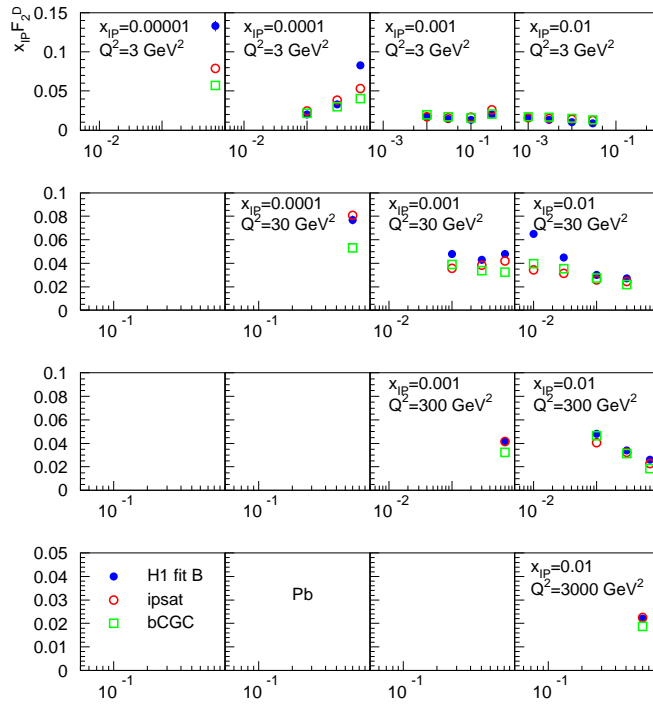 x_IP F_2^D
0.15
0.1
0.05
0
x_IP=0.00001
Q^2=3 GeV^2
x_IP=0.0001
Q^2=3 GeV^2
x_IP=0.001
Q^2=3 GeV^2
x_IP=0.01
Q^2=3 GeV^2
10^-2
10^-2
10^-3
10^-1
10^-3
10^-1
0.1
0.08
0.06
0.04
0.02
0
x_IP=0.0001
Q^2=30 GeV^2
x_IP=0.001
Q^2=30 GeV^2
x_IP=0.01
Q^2=30 GeV^2
10^-1
10^-1
10^-2
10^-2
0.1
0.08
0.06
0.04
0.02
0
x_IP=0.001
Q^2=300 GeV^2
x_IP=0.01
Q^2=300 GeV^2
10^-1
10^-1
10^-2
10^-2
0.05
0.04
0.03
0.02
0.01
0
H1 fit B
ipsat
bCGC
Pb
x_IP=0.01
Q^2=3000 GeV^2
10^-1
10^-1
10^-1
10^-1